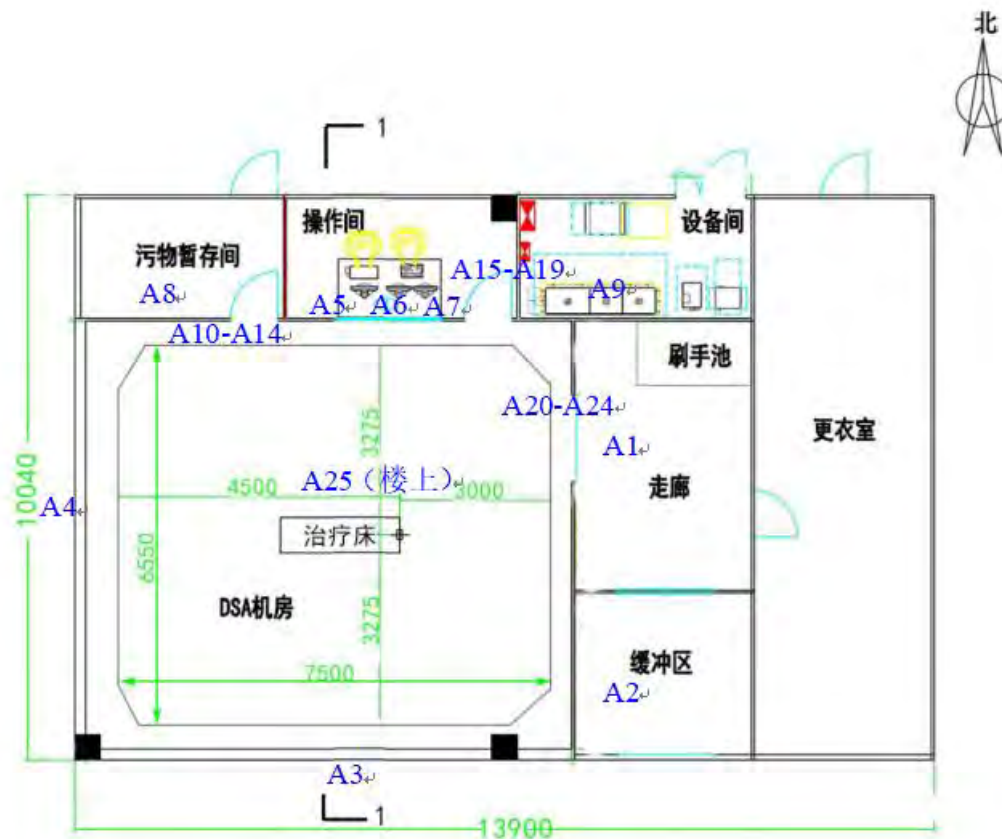 北
1
操作间
设备间
污物暂存间
A15-A19
A8
A5
A6
A7
A9
A10-A14
刷手池
A20-A24
更衣室
3275
A1
A25（楼上）
4500
3000
走廊
10040
A4
治疗床
6550
DSA机房
3275
缓冲区
7500
A2
A3
1
13900